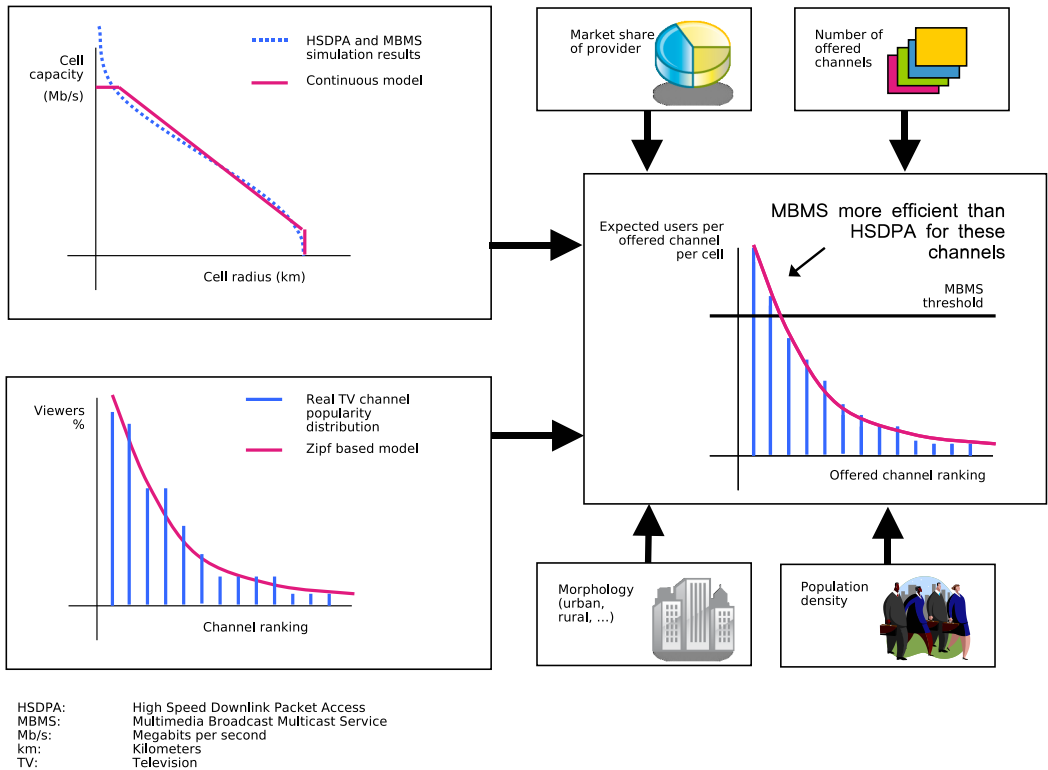 HSDPA and MBMS
simulation results
Continuous model
Cell
capacity
(Mb/s)
Cell radius (km)
Market share
of provider
Number of
offered
channels
Expected users per
offered channel
per cell
MBMS more efficient than
HSDPA for these
channels
MBMS
threshold
Offered channel ranking
Viewers
%
Real TV channel
popularity
distribution
Zipf based model
Channel ranking
Morphology
(urban,
rural, ...)
Population
density
HSDPA: High Speed Downlink Packet Access
MBMS: Multimedia Broadcast Multicast Service
Mb/s: Megabits per second
km: Kilometers
TV: Television